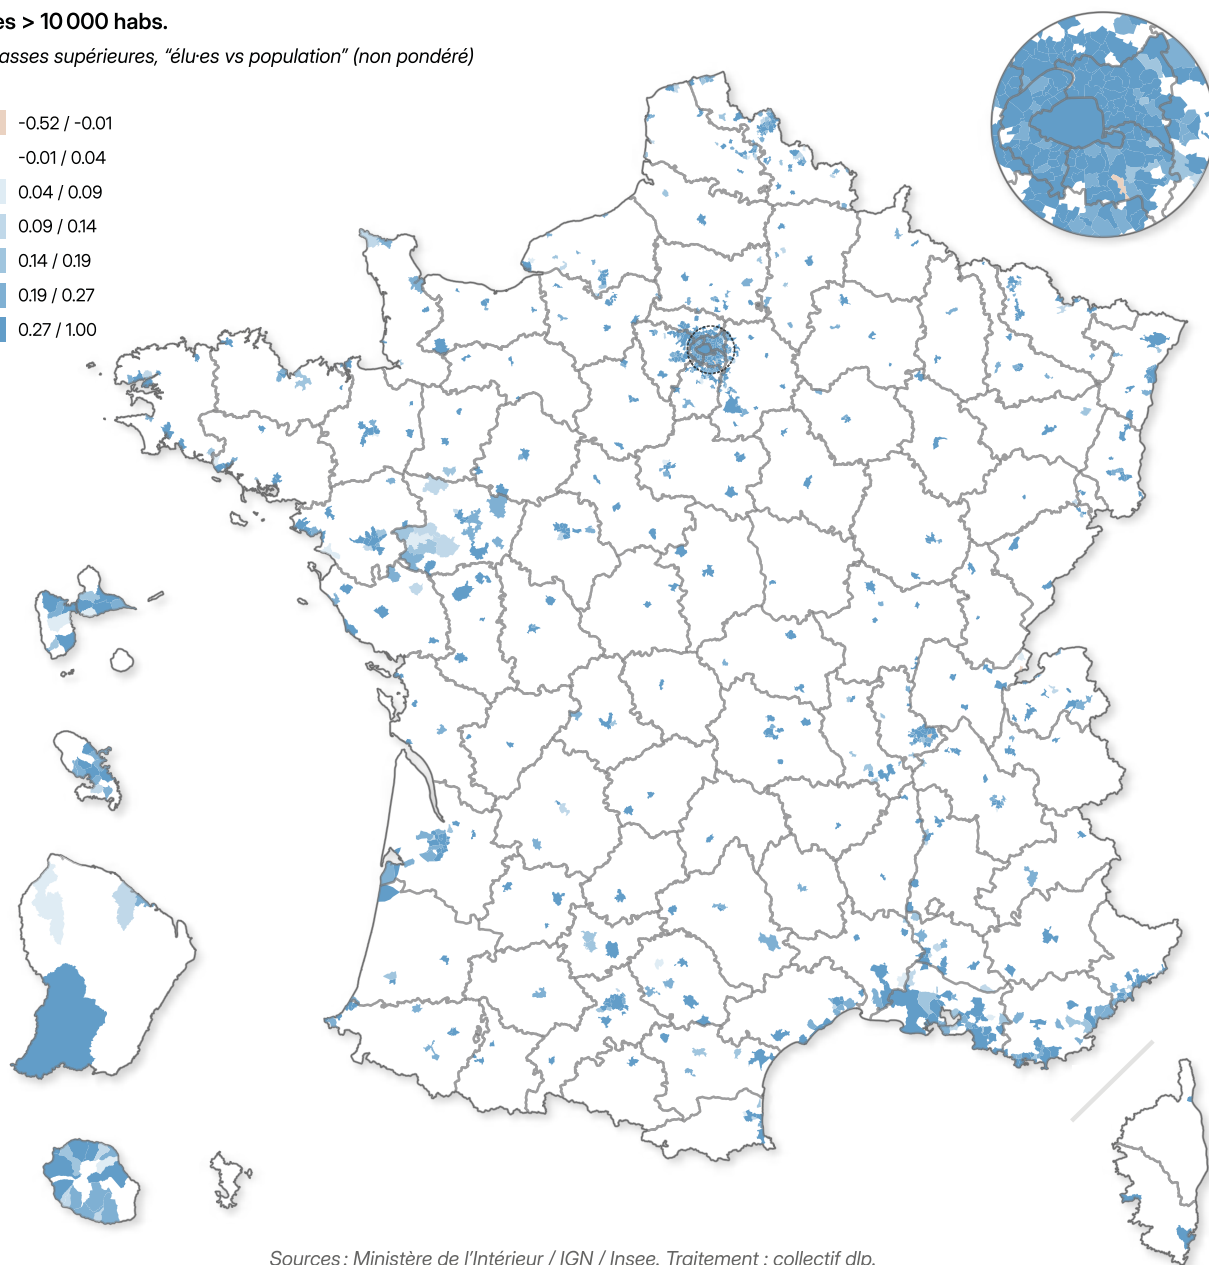 es > 10 000 habs.
asses supérieures, “élu·es vs population” (non pondéré)
-0.52 / -0.01
-0.01 / 0.04
0.04 / 0.09
0.09 / 0.14
0.14 / 0.19
0.19 / 0.27
0.27 / 1.00
Sources : Ministère de l’Intérieur / IGN / Insee. Traitement : collectif dlp.